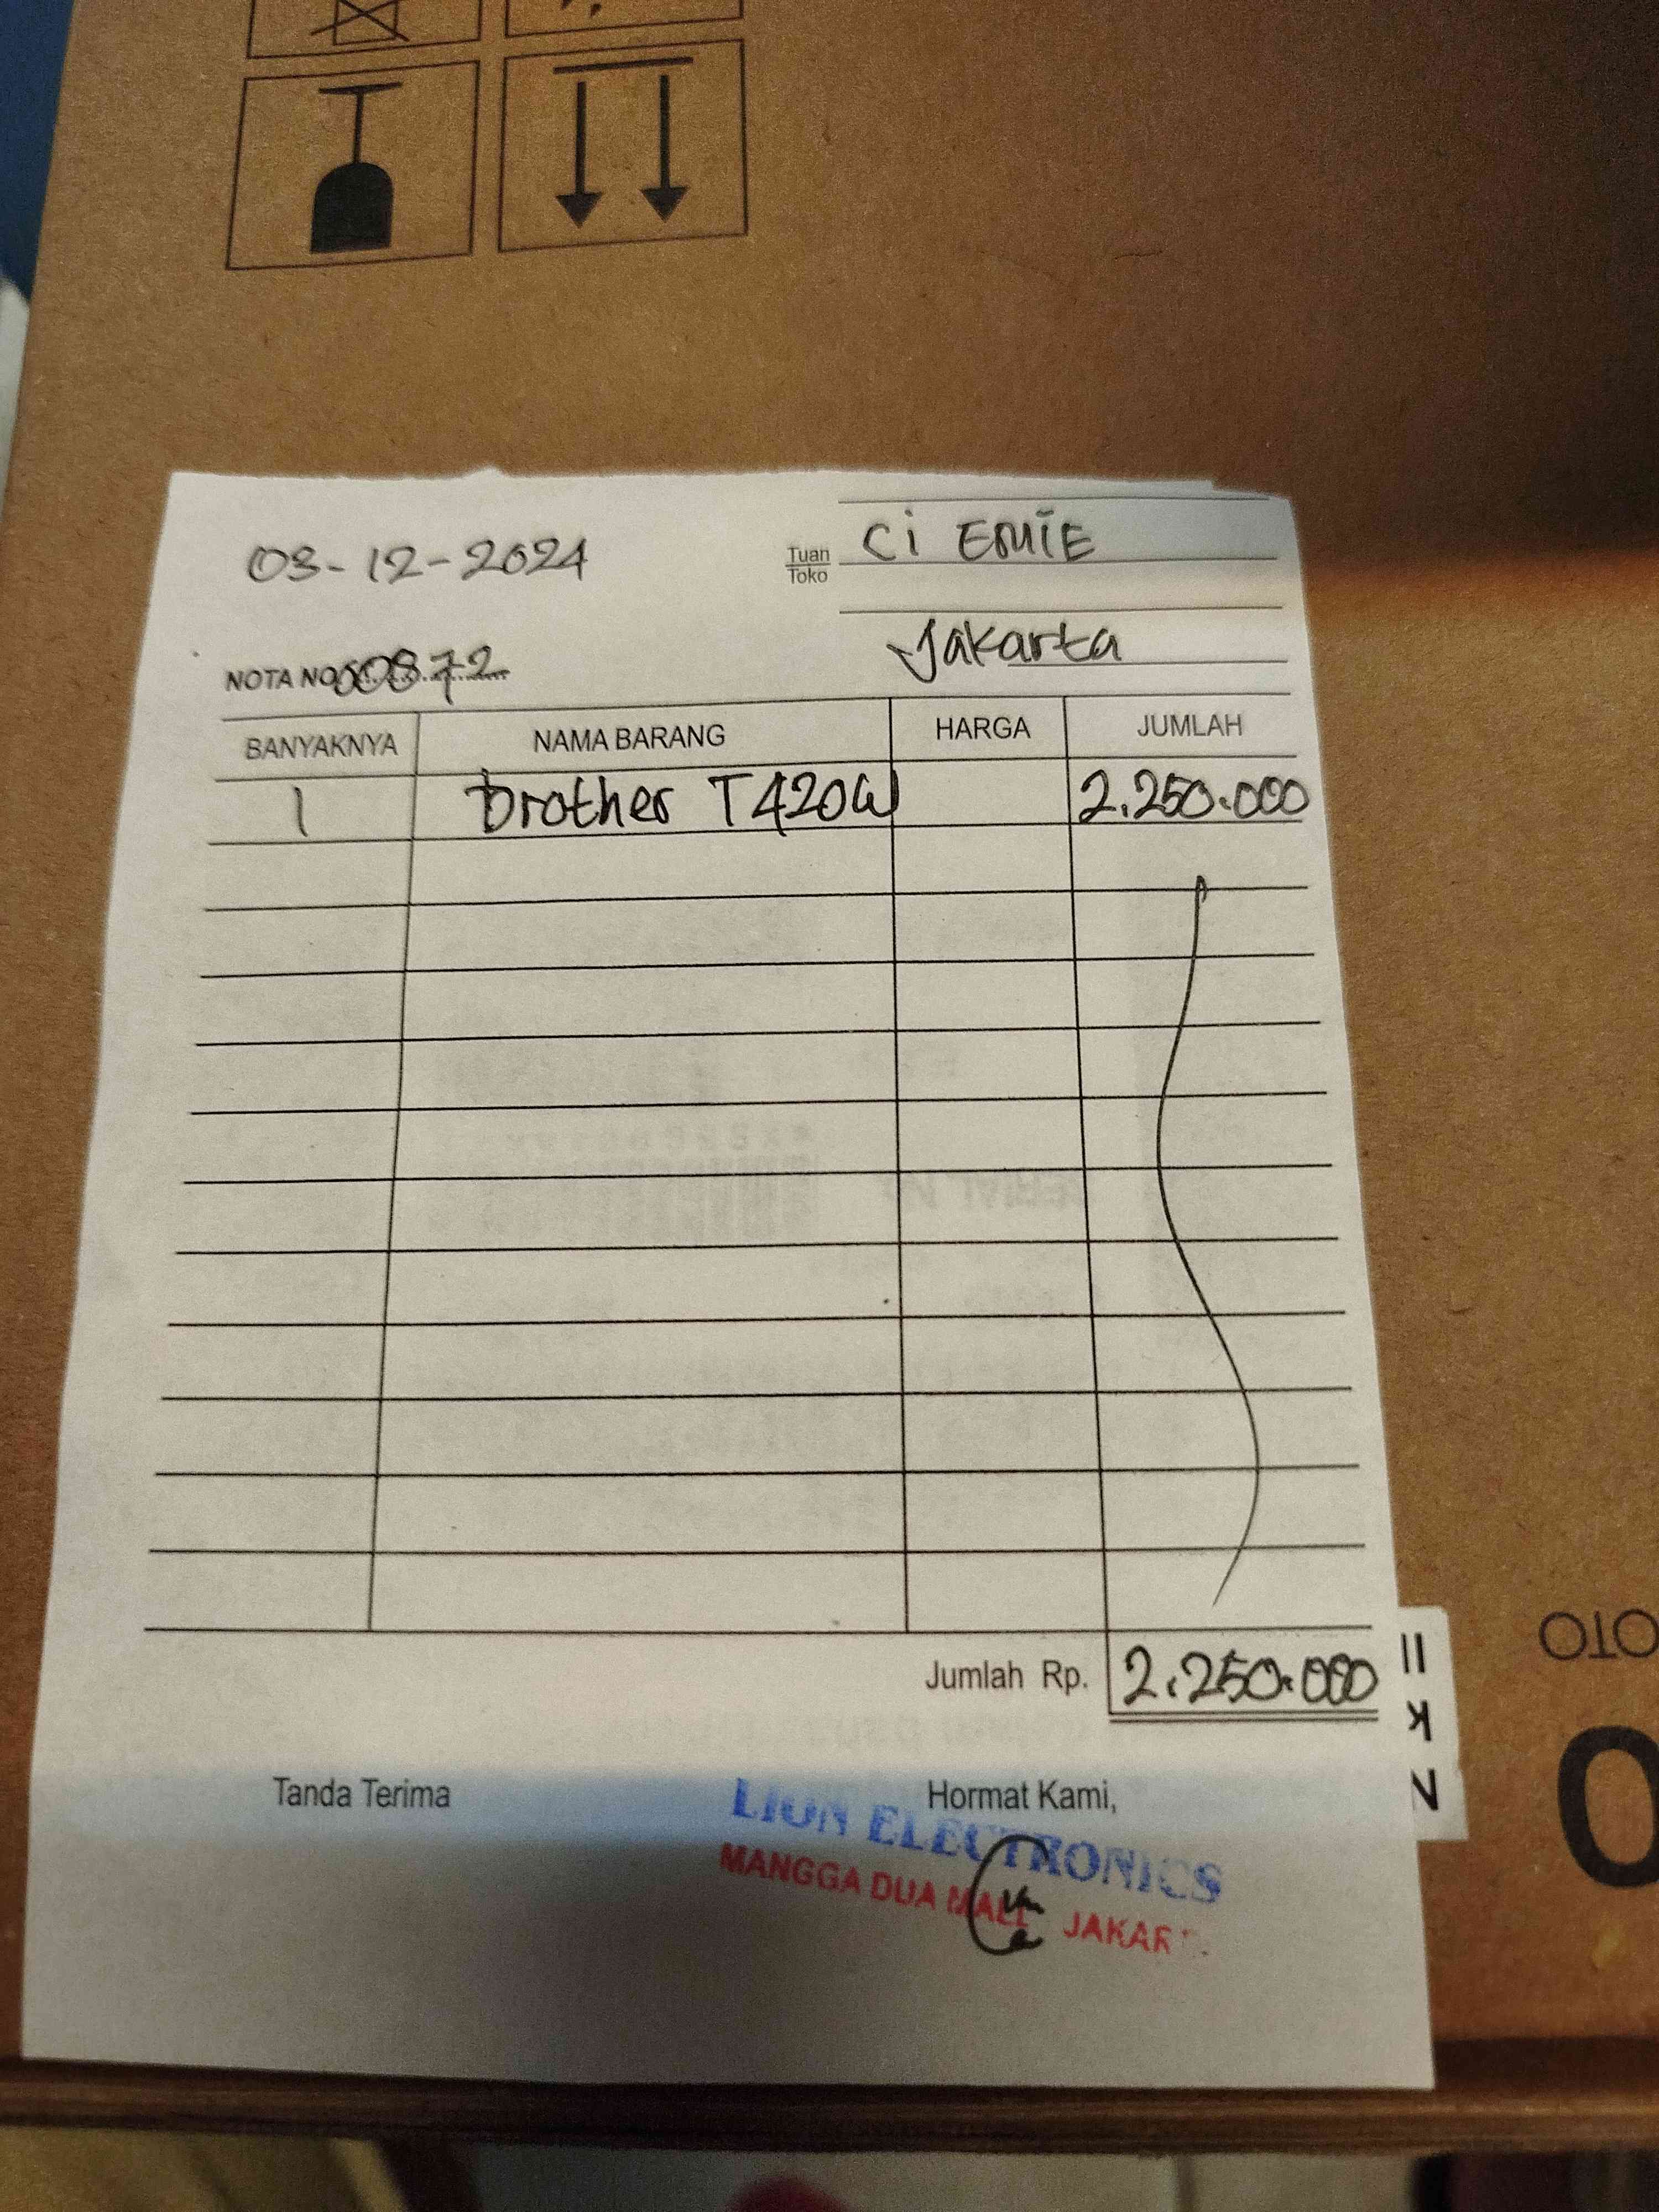 03-12-2024
Tuan
Toko
Ci EMIE
Jakarta
NOTA NO. 00872
BANYAKNYA NAMA BARANG HARGA JUMLAH
1 brother T420W 2.250.000
Jumlah Rp. 2.250.000
Tanda Terima Hormat Kami,
LION ELECTRONICS
MANGGA DUA MALL JAKAR